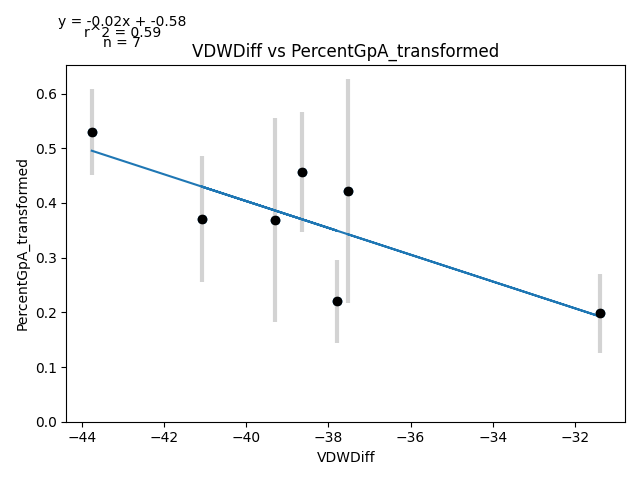 y = -0.02x + -0.58
r^2 = 0.59
n = 7
VDWDiff vs PercentGpA_transformed
PercentGpA_transformed
0.6
0.5
0.4
0.3
0.2
0.1
0.0
−44 −42 −40 −38 −36 −34 −32
VDWDiff